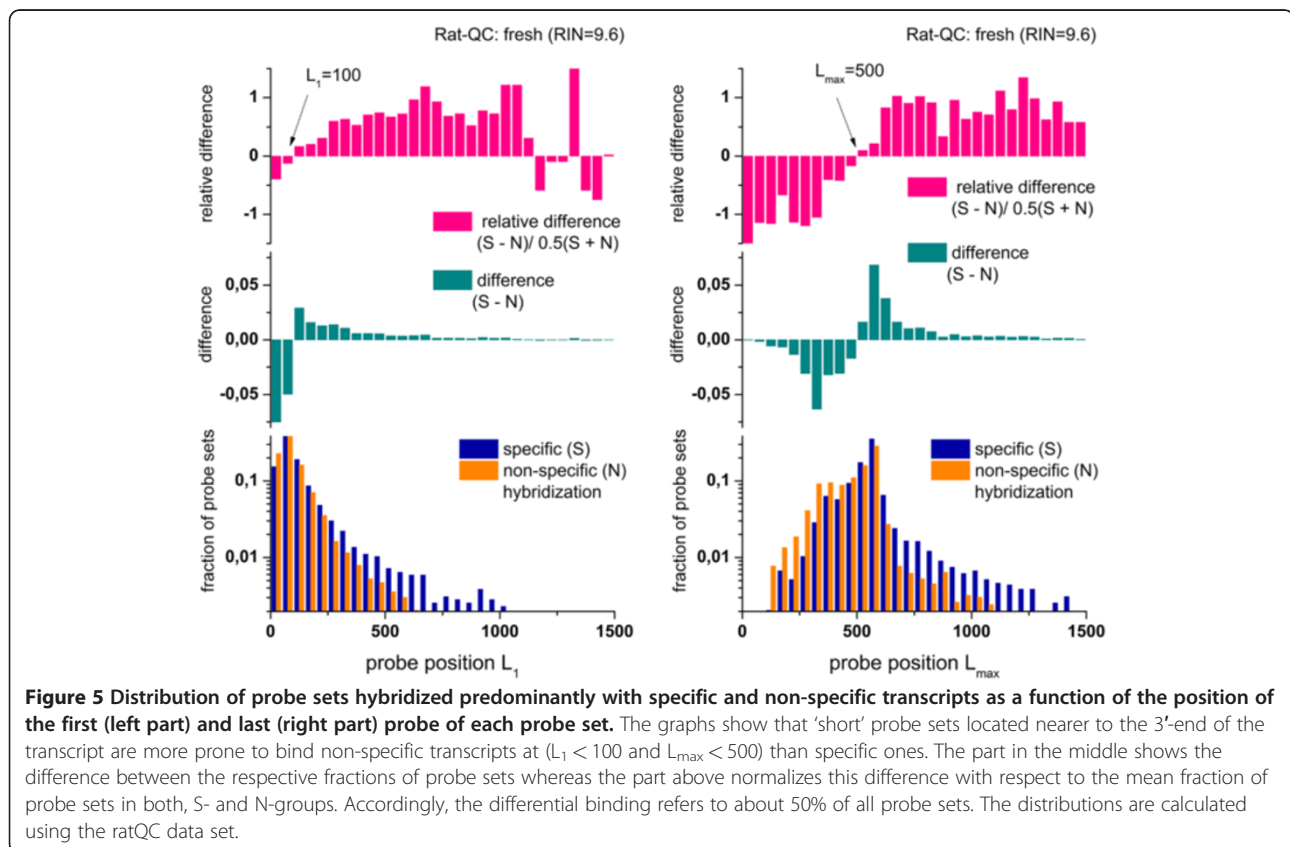 Rat-QC: fresh (RIN=9.6)
L1=100
relative difference
1
0
-1
relative difference
(S - N)/ 0.5(S + N)
difference
0,05
0,00
-0,05
difference
(S - N)
fraction of probe sets
0,1
0,01
specific (S)
non-specific (N)
hybridization
0 500 1000 1500
probe position L1
Rat-QC: fresh (RIN=9.6)
Lmax=500
relative difference
1
0
-1
relative difference
(S - N)/ 0.5(S + N)
difference
0,05
0,00
-0,05
difference
(S - N)
fraction of probe sets
0,1
0,01
specific (S)
non-specific (N)
hybridization
0 500 1000 1500
probe position Lmax
Figure 5 Distribution of probe sets hybridized predominantly with specific and non-specific transcripts as a function of the position of
the first (left part) and last (right part) probe of each probe set. The graphs show that ‘short’ probe sets located nearer to the 3′-end of the
transcript are more prone to bind non-specific transcripts at (L1 < 100 and Lmax < 500) than specific ones. The part in the middle shows the
difference between the respective fractions of probe sets whereas the part above normalizes this difference with respect to the mean fraction of
probe sets in both, S- and N-groups. Accordingly, the differential binding refers to about 50% of all probe sets. The distributions are calculated
using the ratQC data set.